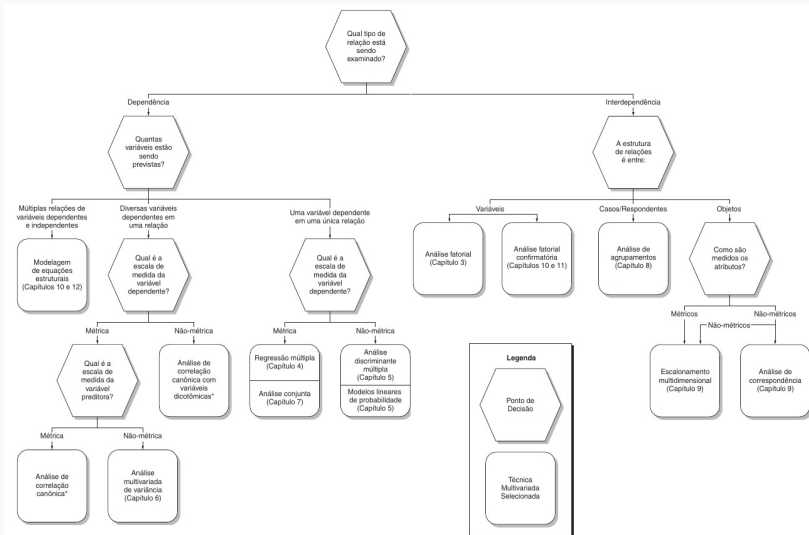 Qual tipo de
relação está
sendo
examinado?
Dependência
Interdependência
Quantas
variáveis estão
sendo
previstas?
A estrutura
de relações
é entre:
Múltiplas relações de
variáveis dependentes
e independentes
Diversas variáveis
dependentes em
uma relação
Uma variável dependente
em uma única relação
Variáveis
Casos/Respondentes
Objetos
Modelagem
de equações
estruturais
(Capítulos 10 e 12)
Qual é a
escala de
medida da
variável
dependente?
Qual é a
escala de
medida da
variável
dependente?
Análise fatorial
(Capítulo 3)
Análise fatorial
confirmatória
(Capítulos 10 e 11)
Análise de
agrupamentos
(Capítulo 8)
Como são
medidos os
atributos?
Métrica
Não-métrica
Métrica
Não-métrica
Métricos
Não-métricos
Não-métricos
Qual é a
escala de
medida da
variável
preditora?
Análise de
correlação
canônica com
variáveis
dicotômicas*
Regressão múltipla
(Capítulo 4)
Análise conjunta
(Capítulo 7)
Análise
discriminante
múltipla
(Capítulo 5)
Modelos lineares
de probabilidade
(Capítulo 5)
Escalonamento
multidimensional
(Capítulo 9)
Análise de
correspondência
(Capítulo 9)
Métrica
Não-métrica
Análise de
correlação
canônica*
Análise
multivariada
de variância
(Capítulo 6)
Legenda
Ponto de
Decisão
Técnica
Multivariada
Selecionada